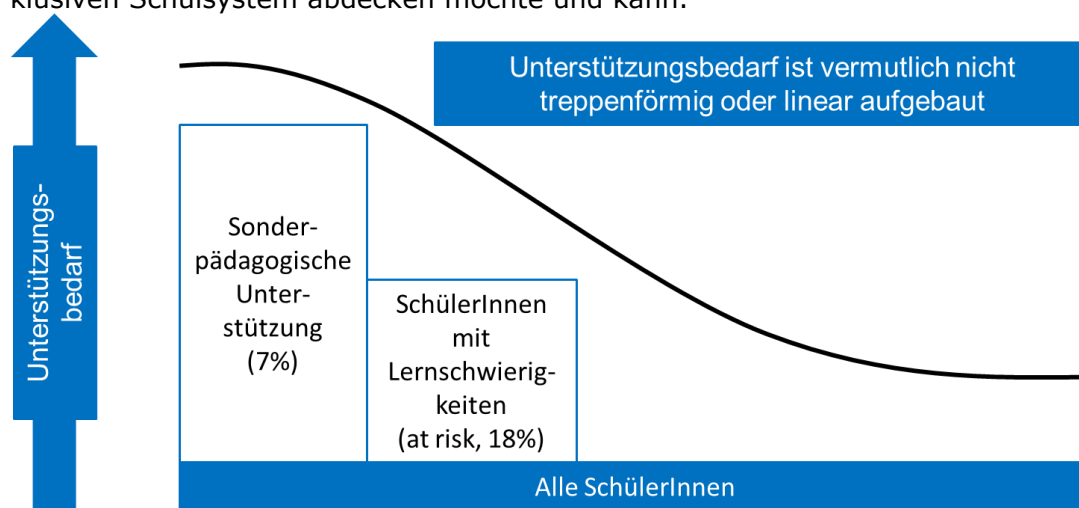 klusiven Schulsystem abdecken möchte und kann.
Unterstützungsbedarf ist vermutlich nicht
treppenförmig oder linear aufgebaut
Unterstützungs-
bedarf
Sonder-
pädagogische
Unter-
stützung
(7%)
SchülerInnen
mit
Lernschwierig-
keiten
(at risk, 18%)
Alle SchülerInnen